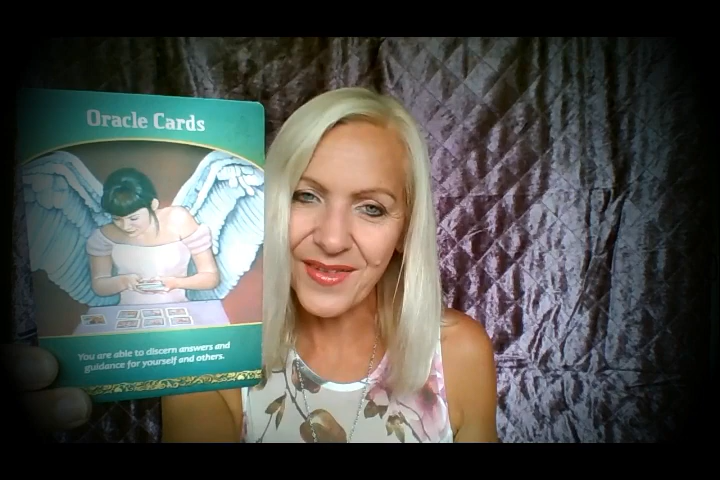 Oracle Cards
You are able to discern answers and
guidance for yourself and others.